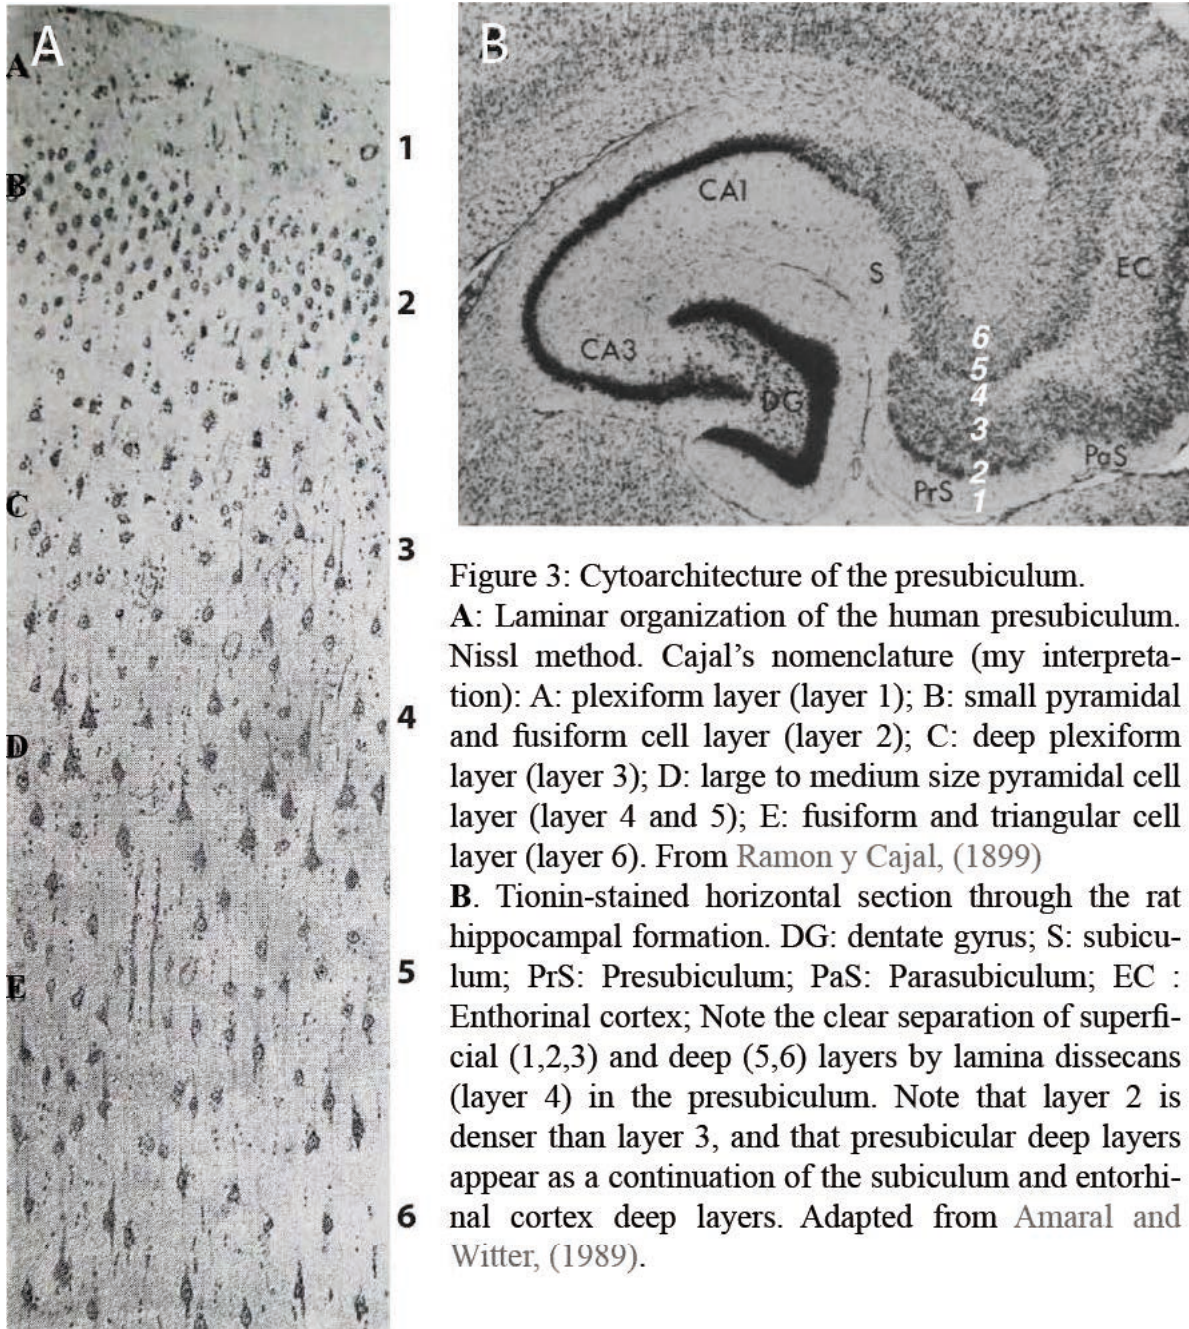 A
A
1
B
2
C
3
4
D
5
E
6
B
CA1
S
EC
CA3
DG
6
5
4
3
2
1
PaS
PrS
Figure 3: Cytoarchitecture of the presubiculum.
A: Laminar organization of the human presubiculum.
Nissl method. Cajal’s nomenclature (my interpreta-
tion): A: plexiform layer (layer 1); B: small pyramidal
and fusiform cell layer (layer 2); C: deep plexiform
layer (layer 3); D: large to medium size pyramidal cell
layer (layer 4 and 5); E: fusiform and triangular cell
layer (layer 6). From Ramon y Cajal, (1899)
B. Tionin-stained horizontal section through the rat
hippocampal formation. DG: dentate gyrus; S: subicu-
lum; PrS: Presubiculum; PaS: Parasubiculum; EC :
Enthorinal cortex; Note the clear separation of superfi-
cial (1,2,3) and deep (5,6) layers by lamina dissecans
(layer 4) in the presubiculum. Note that layer 2 is
denser than layer 3, and that presubicular deep layers
appear as a continuation of the subiculum and entorhi-
nal cortex deep layers. Adapted from Amaral and
Witter, (1989).